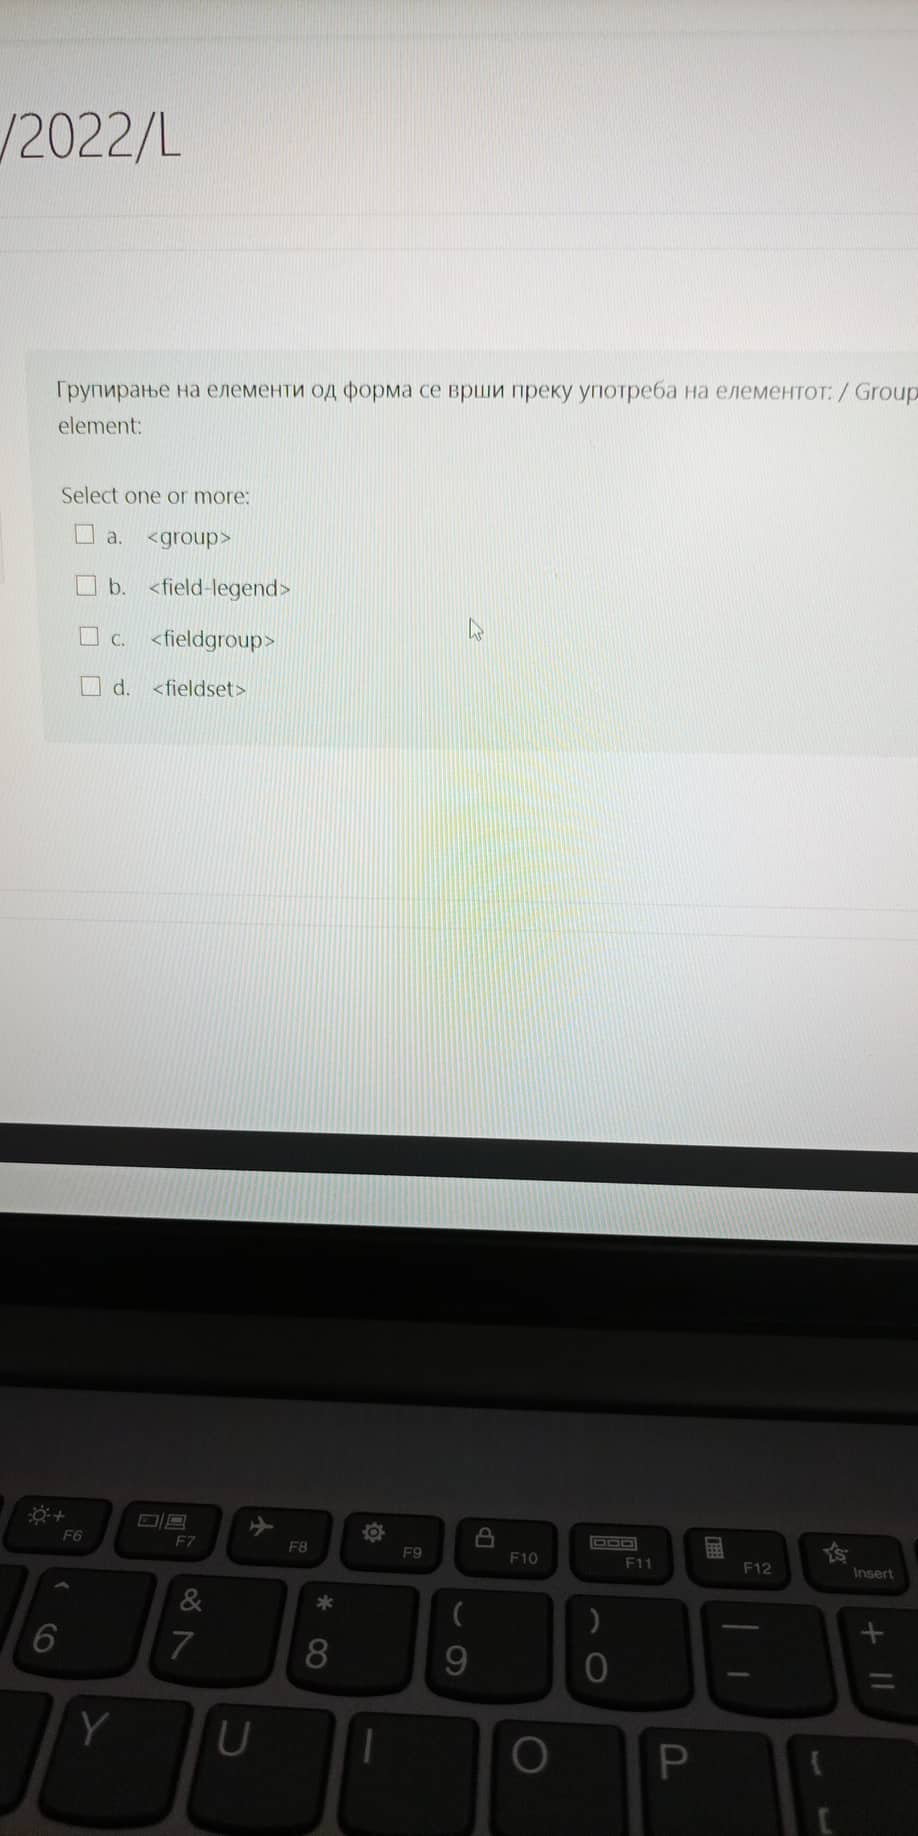 /2022/L
Групирање на елементи од форма се врши преку употреба на елементот: / Group
element:
Select one or more:
a. <group>
b. <field-legend>
c. <fieldgroup>
d. <fieldset>
F6 F7 F8 F9 F10 F11 F12 Insert
^ & * ( ) — +
6 7 8 9 0 - =
Y U I O P {
[